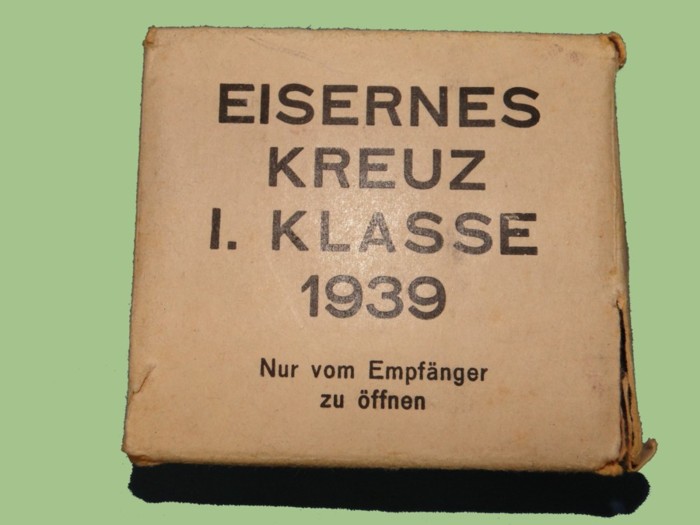 EISERNES
KREUZ
I. KLASSE
1939
Nur vom Empfänger
zu öffnen